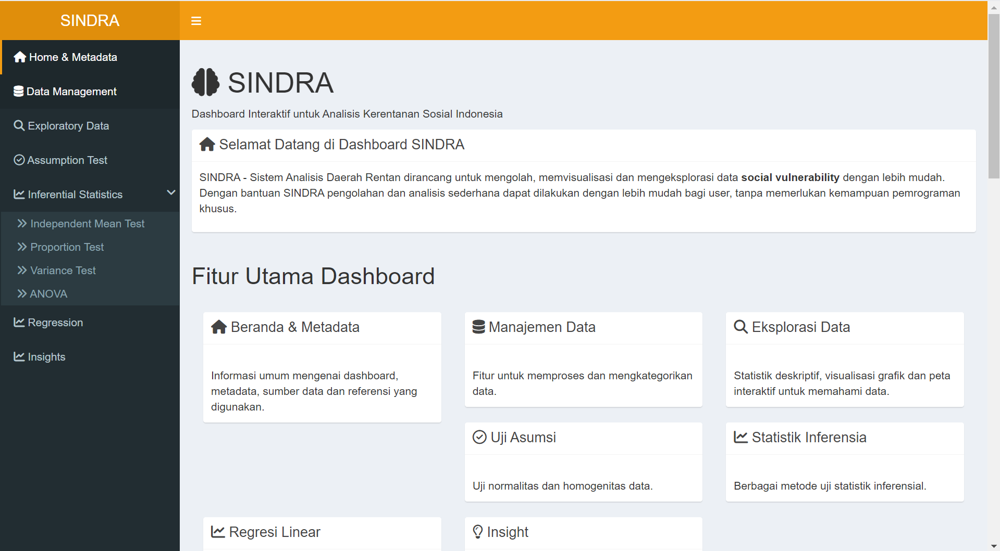 SINDRA
Home & Metadata
Data Management
Exploratory Data
Assumption Test
Inferential Statistics
Independent Mean Test
Proportion Test
Variance Test
ANOVA
Regression
Insights
SINDRA
Dashboard Interaktif untuk Analisis Kerentanan Sosial Indonesia
Selamat Datang di Dashboard SINDRA
SINDRA - Sistem Analisis Daerah Rentan dirancang untuk mengolah, memvisualisasi dan mengeksplorasi data social vulnerability dengan lebih mudah.
Dengan bantuan SINDRA pengolahan dan analisis sederhana dapat dilakukan dengan lebih mudah bagi user, tanpa memerlukan kemampuan pemrograman
khusus.
Fitur Utama Dashboard
Beranda & Metadata
Informasi umum mengenai dashboard,
metadata, sumber data dan referensi yang
digunakan.
Manajemen Data
Fitur untuk memproses dan mengkategorikan
data.
Eksplorasi Data
Statistik deskriptif, visualisasi grafik dan peta
interaktif untuk memahami data.
Uji Asumsi
Uji normalitas dan homogenitas data.
Statistik Inferensia
Berbagai metode uji statistik inferensial.
Regresi Linear
Insight